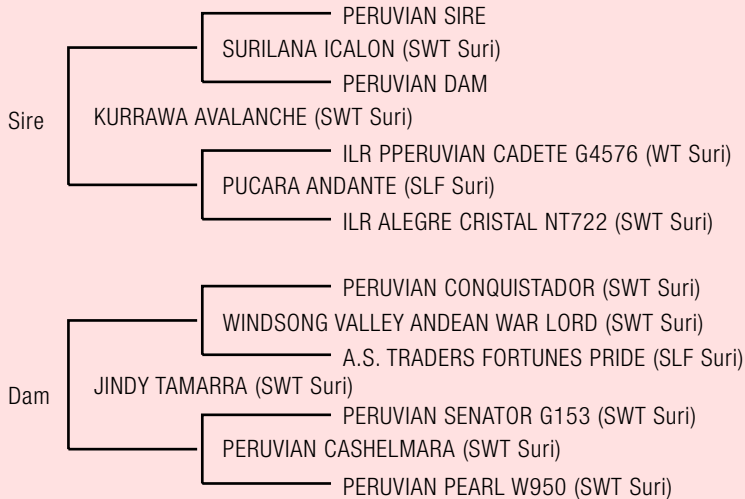 PERUVIAN SIRE
SURILANA ICALON (SWT Suri)
PERUVIAN DAM
Sire
KURRAWA AVALANCHE (SWT Suri)
ILR PPERUVIAN CADETE G4576 (WT Suri)
PUCARA ANDANTE (SLF Suri)
ILR ALEGRE CRISTAL NT722 (SWT Suri)
PERUVIAN CONQUISTADOR (SWT Suri)
WINDSONG VALLEY ANDEAN WAR LORD (SWT Suri)
A.S. TRADERS FORTUNES PRIDE (SLF Suri)
Dam
JINDY TAMARRA (SWT Suri)
PERUVIAN SENATOR G153 (SWT Suri)
PERUVIAN CASHELMARA (SWT Suri)
PERUVIAN PEARL W950 (SWT Suri)